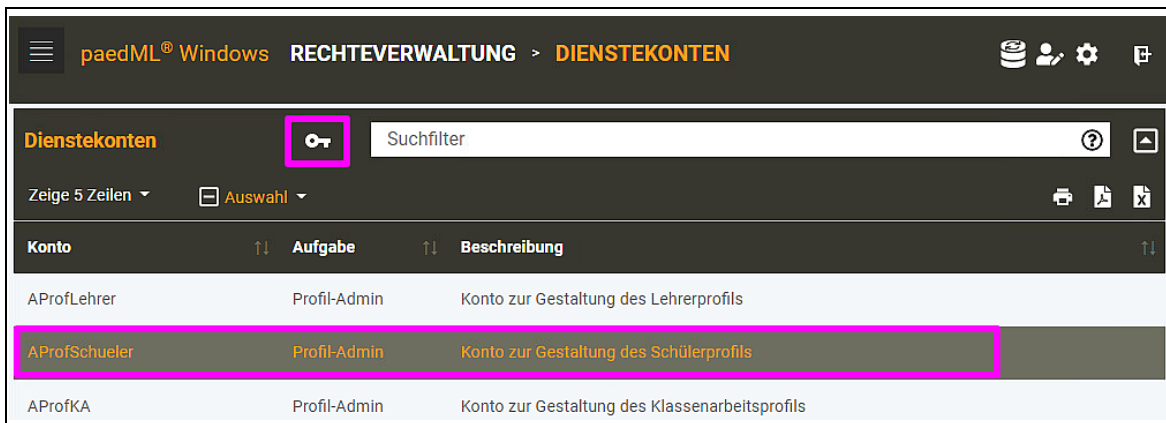 paedML® Windows RECHTEVERWALTUNG > DIENSTEKONTEN
Dienstekonten Suchfilter
Zeige 5 Zeilen Auswahl
Konto Aufgabe Beschreibung
AProfLehrer Profil-Admin Konto zur Gestaltung des Lehrerprofils
AProfSchueler Profil-Admin Konto zur Gestaltung des Schülerprofils
AProfKA Profil-Admin Konto zur Gestaltung des Klassenarbeitsprofils